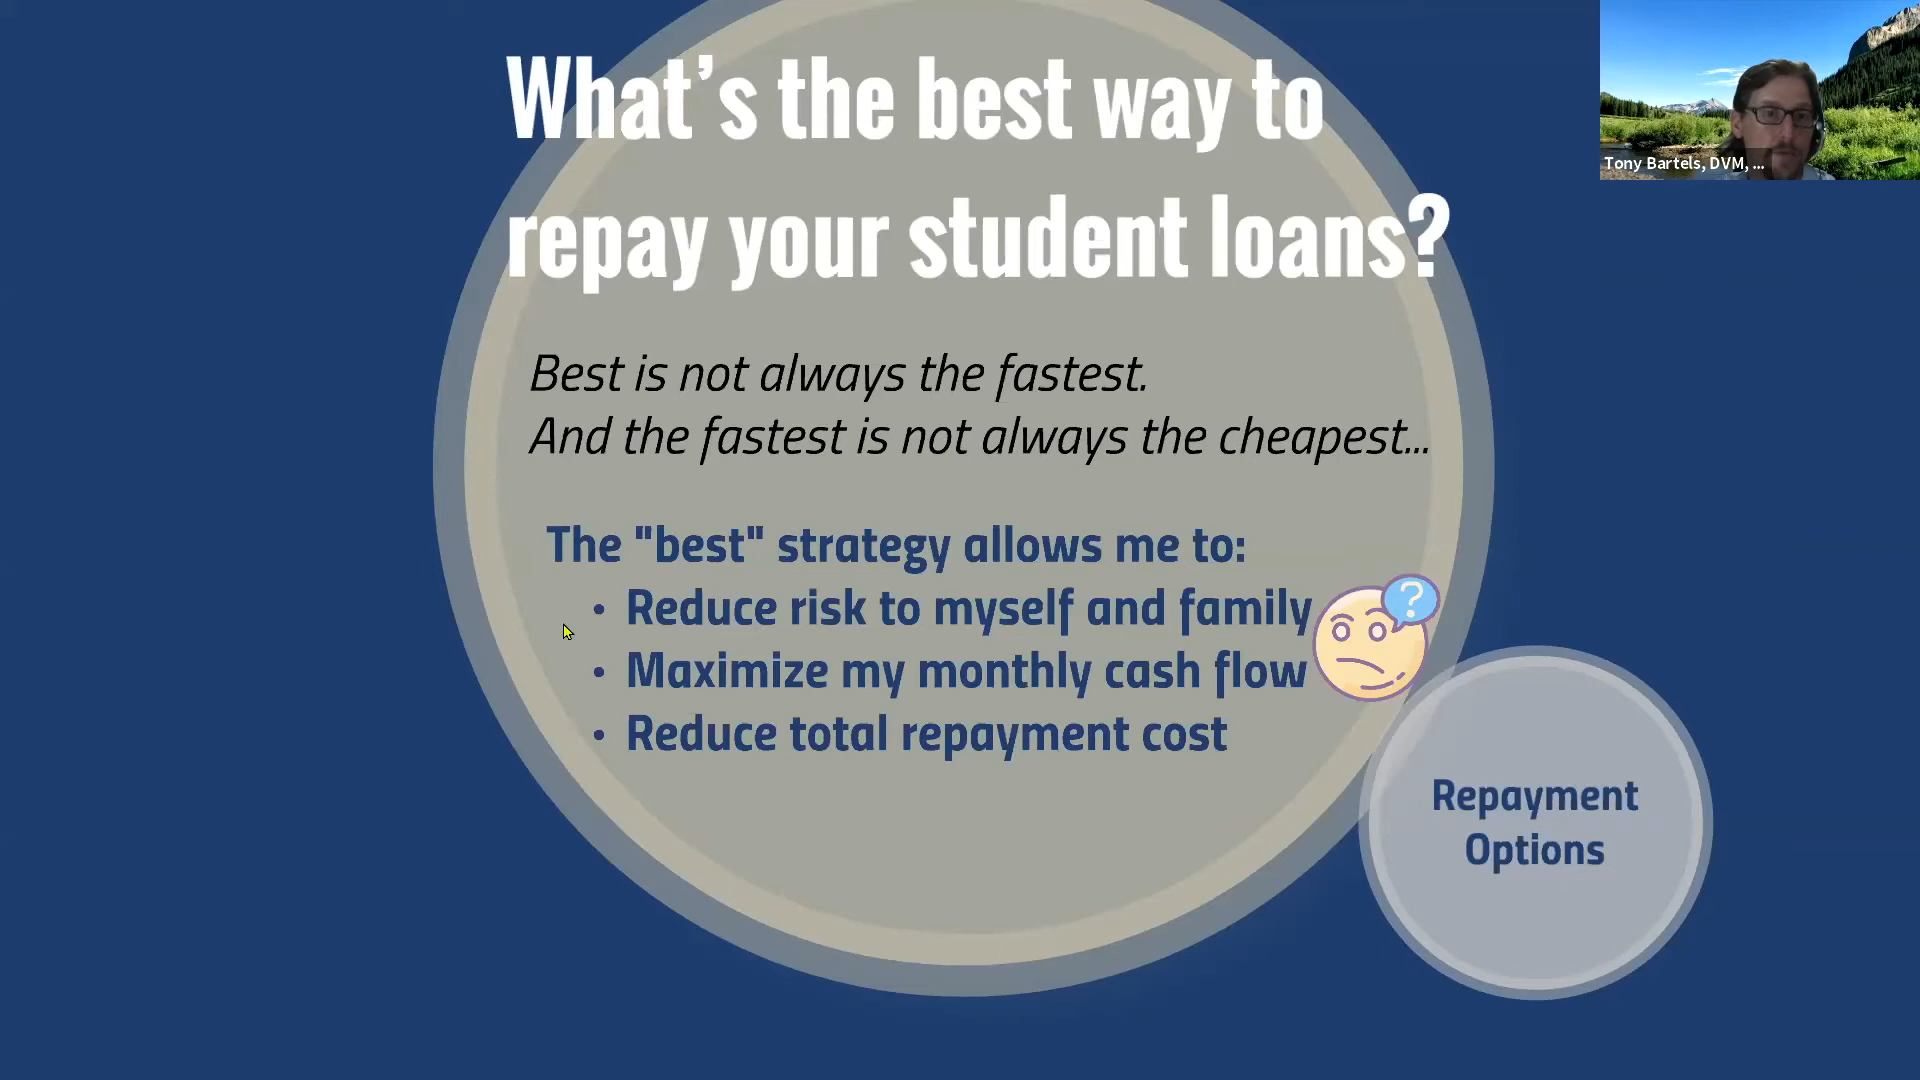 What's the best way to
repay your student loans?
Best is not always the fastest.
And the fastest is not always the cheapest...
The "best" strategy allows me to:
• Reduce risk to myself and family
• Maximize my monthly cash flow
• Reduce total repayment cost
?
Repayment
Options
Tony Bartels, DVM, ...